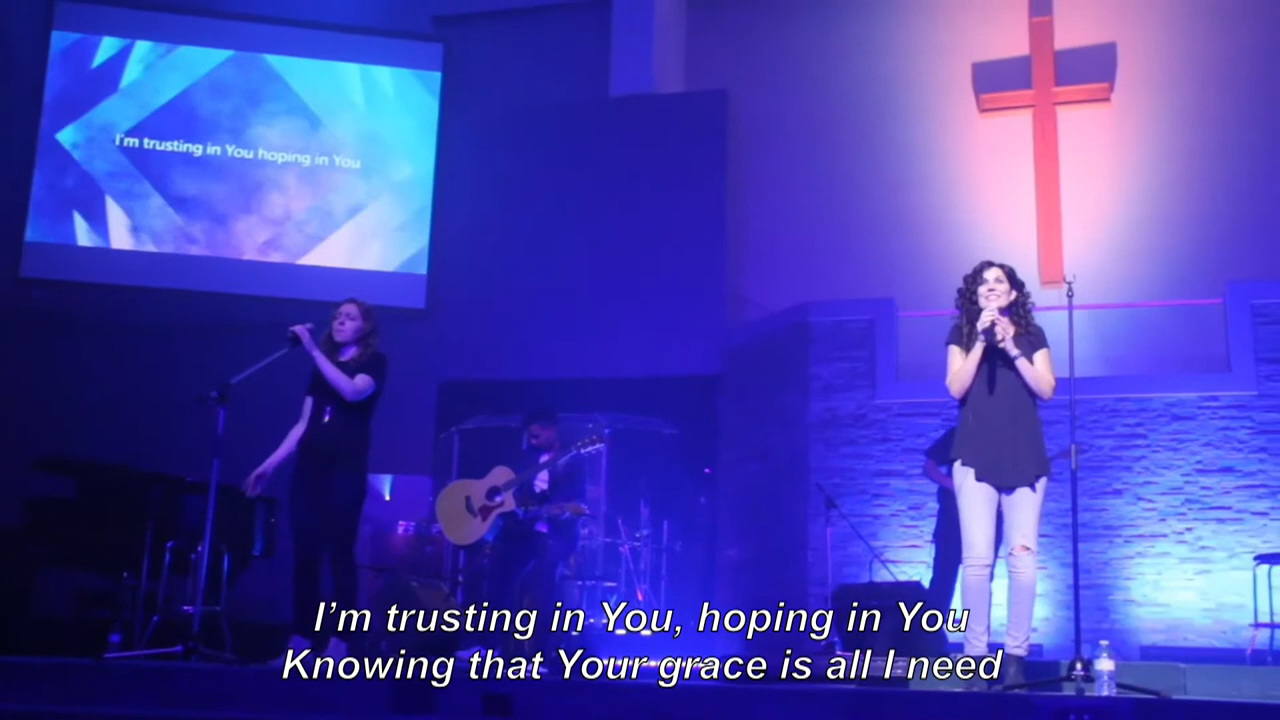 I'm trusting in You hoping in You
I’m trusting in You, hoping in You
Knowing that Your grace is all I need